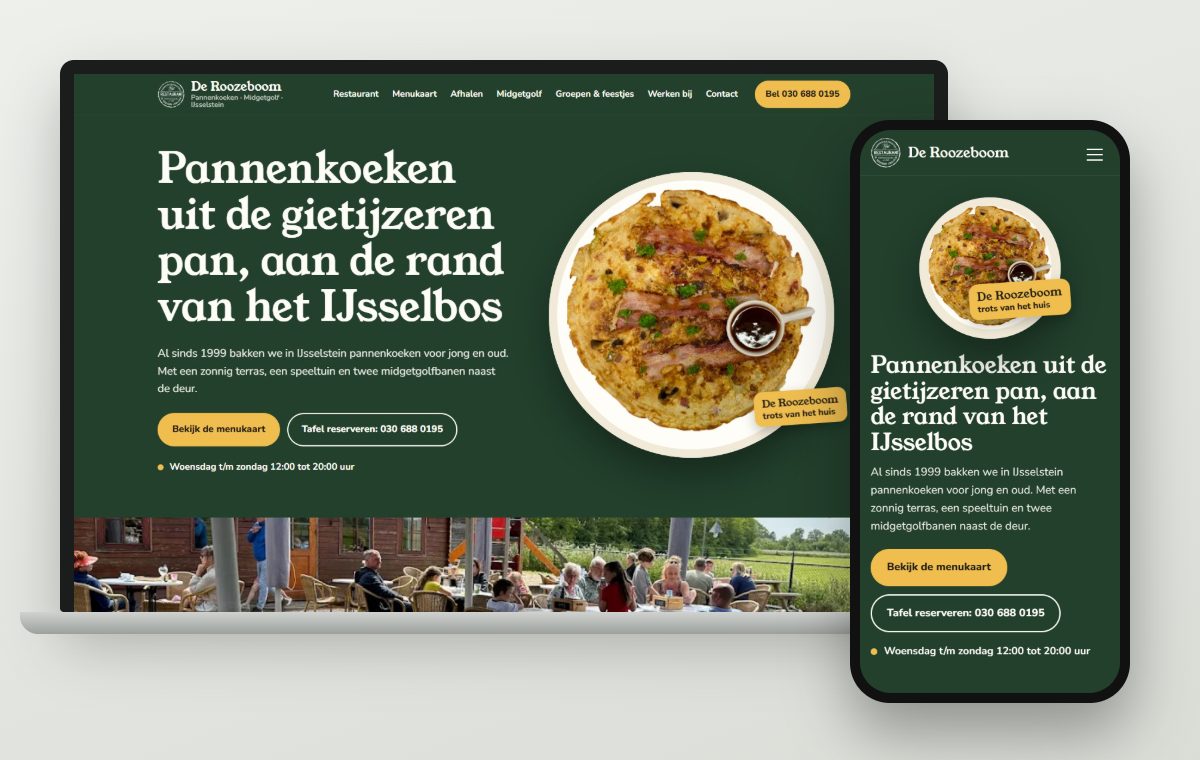 De Roozeboom
Pannenkoeken - Midgetgolf -
IJsselstein
Restaurant Menukaart Afhalen Midgetgolf Groepen & feestjes Werken bij Contact Bel 030 688 0195
Pannenkoeken
uit de gietijzeren
pan, aan de rand
van het IJsselbos
Al sinds 1999 bakken we in IJsselstein pannenkoeken voor jong en oud.
Met een zonnig terras, een speeltuin en twee midgetgolfbanen naast
de deur.
Bekijk de menukaart Tafel reserveren: 030 688 0195
Woensdag t/m zondag 12:00 tot 20:00 uur
De Roozeboom
trots van het huis
RESTAURANT
De Roozeboom
De Roozeboom
trots van het huis
Pannenkoeken uit de
gietijzeren pan, aan
de rand van het
IJsselbos
Al sinds 1999 bakken we in IJsselstein
pannenkoeken voor jong en oud. Met een
zonnig terras, een speeltuin en twee
midgetgolfbanen naast de deur.
Bekijk de menukaart
Tafel reserveren: 030 688 0195
Woensdag t/m zondag 12:00 tot 20:00 uur